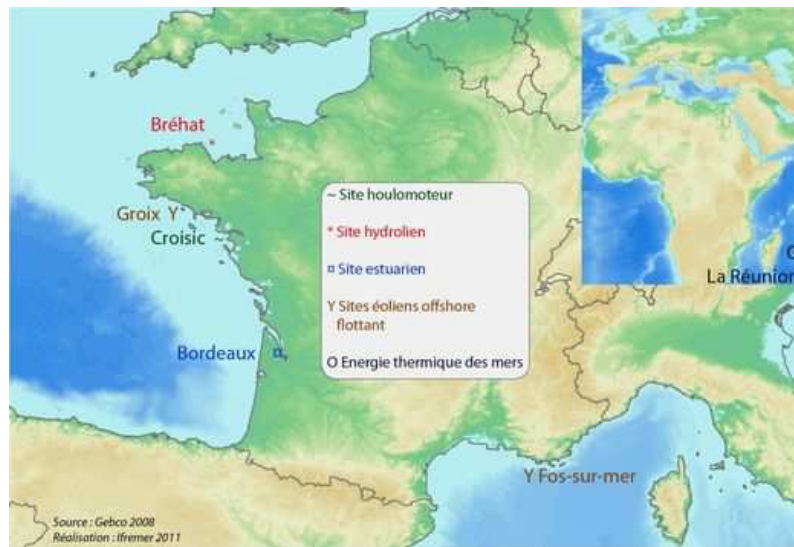 Bréhat
Groix Y
Croisic ~
Bordeaux ¤
~ Site houlomoteur
* Site hydrolien
¤ Site estuarien
Y Sites éoliens offshore
flottant
O Energie thermique des mers
O
La Réunion
Y Fos-sur-mer
Source : Gebco 2008
Réalisation : Ifremer 2011